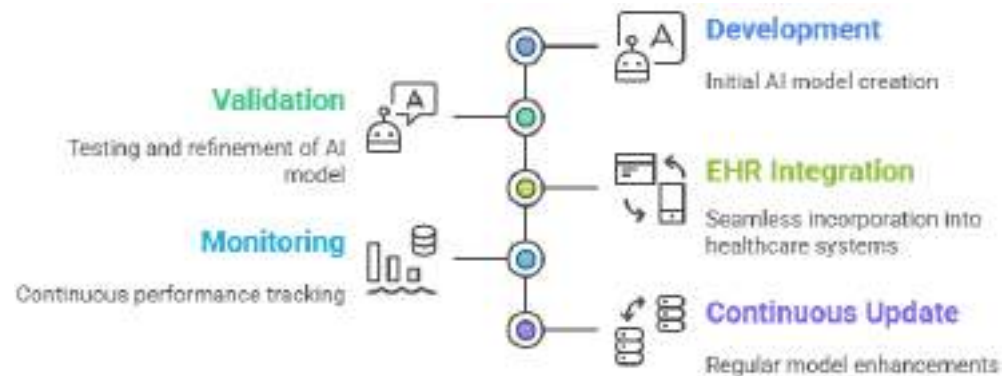 Development
Initial AI model creation
Validation
Testing and refinement of AI
model
EHR Integration
Seamless incorporation into
healthcare systems
Monitoring
Continuous performance tracking
Continuous Update
Regular model enhancements